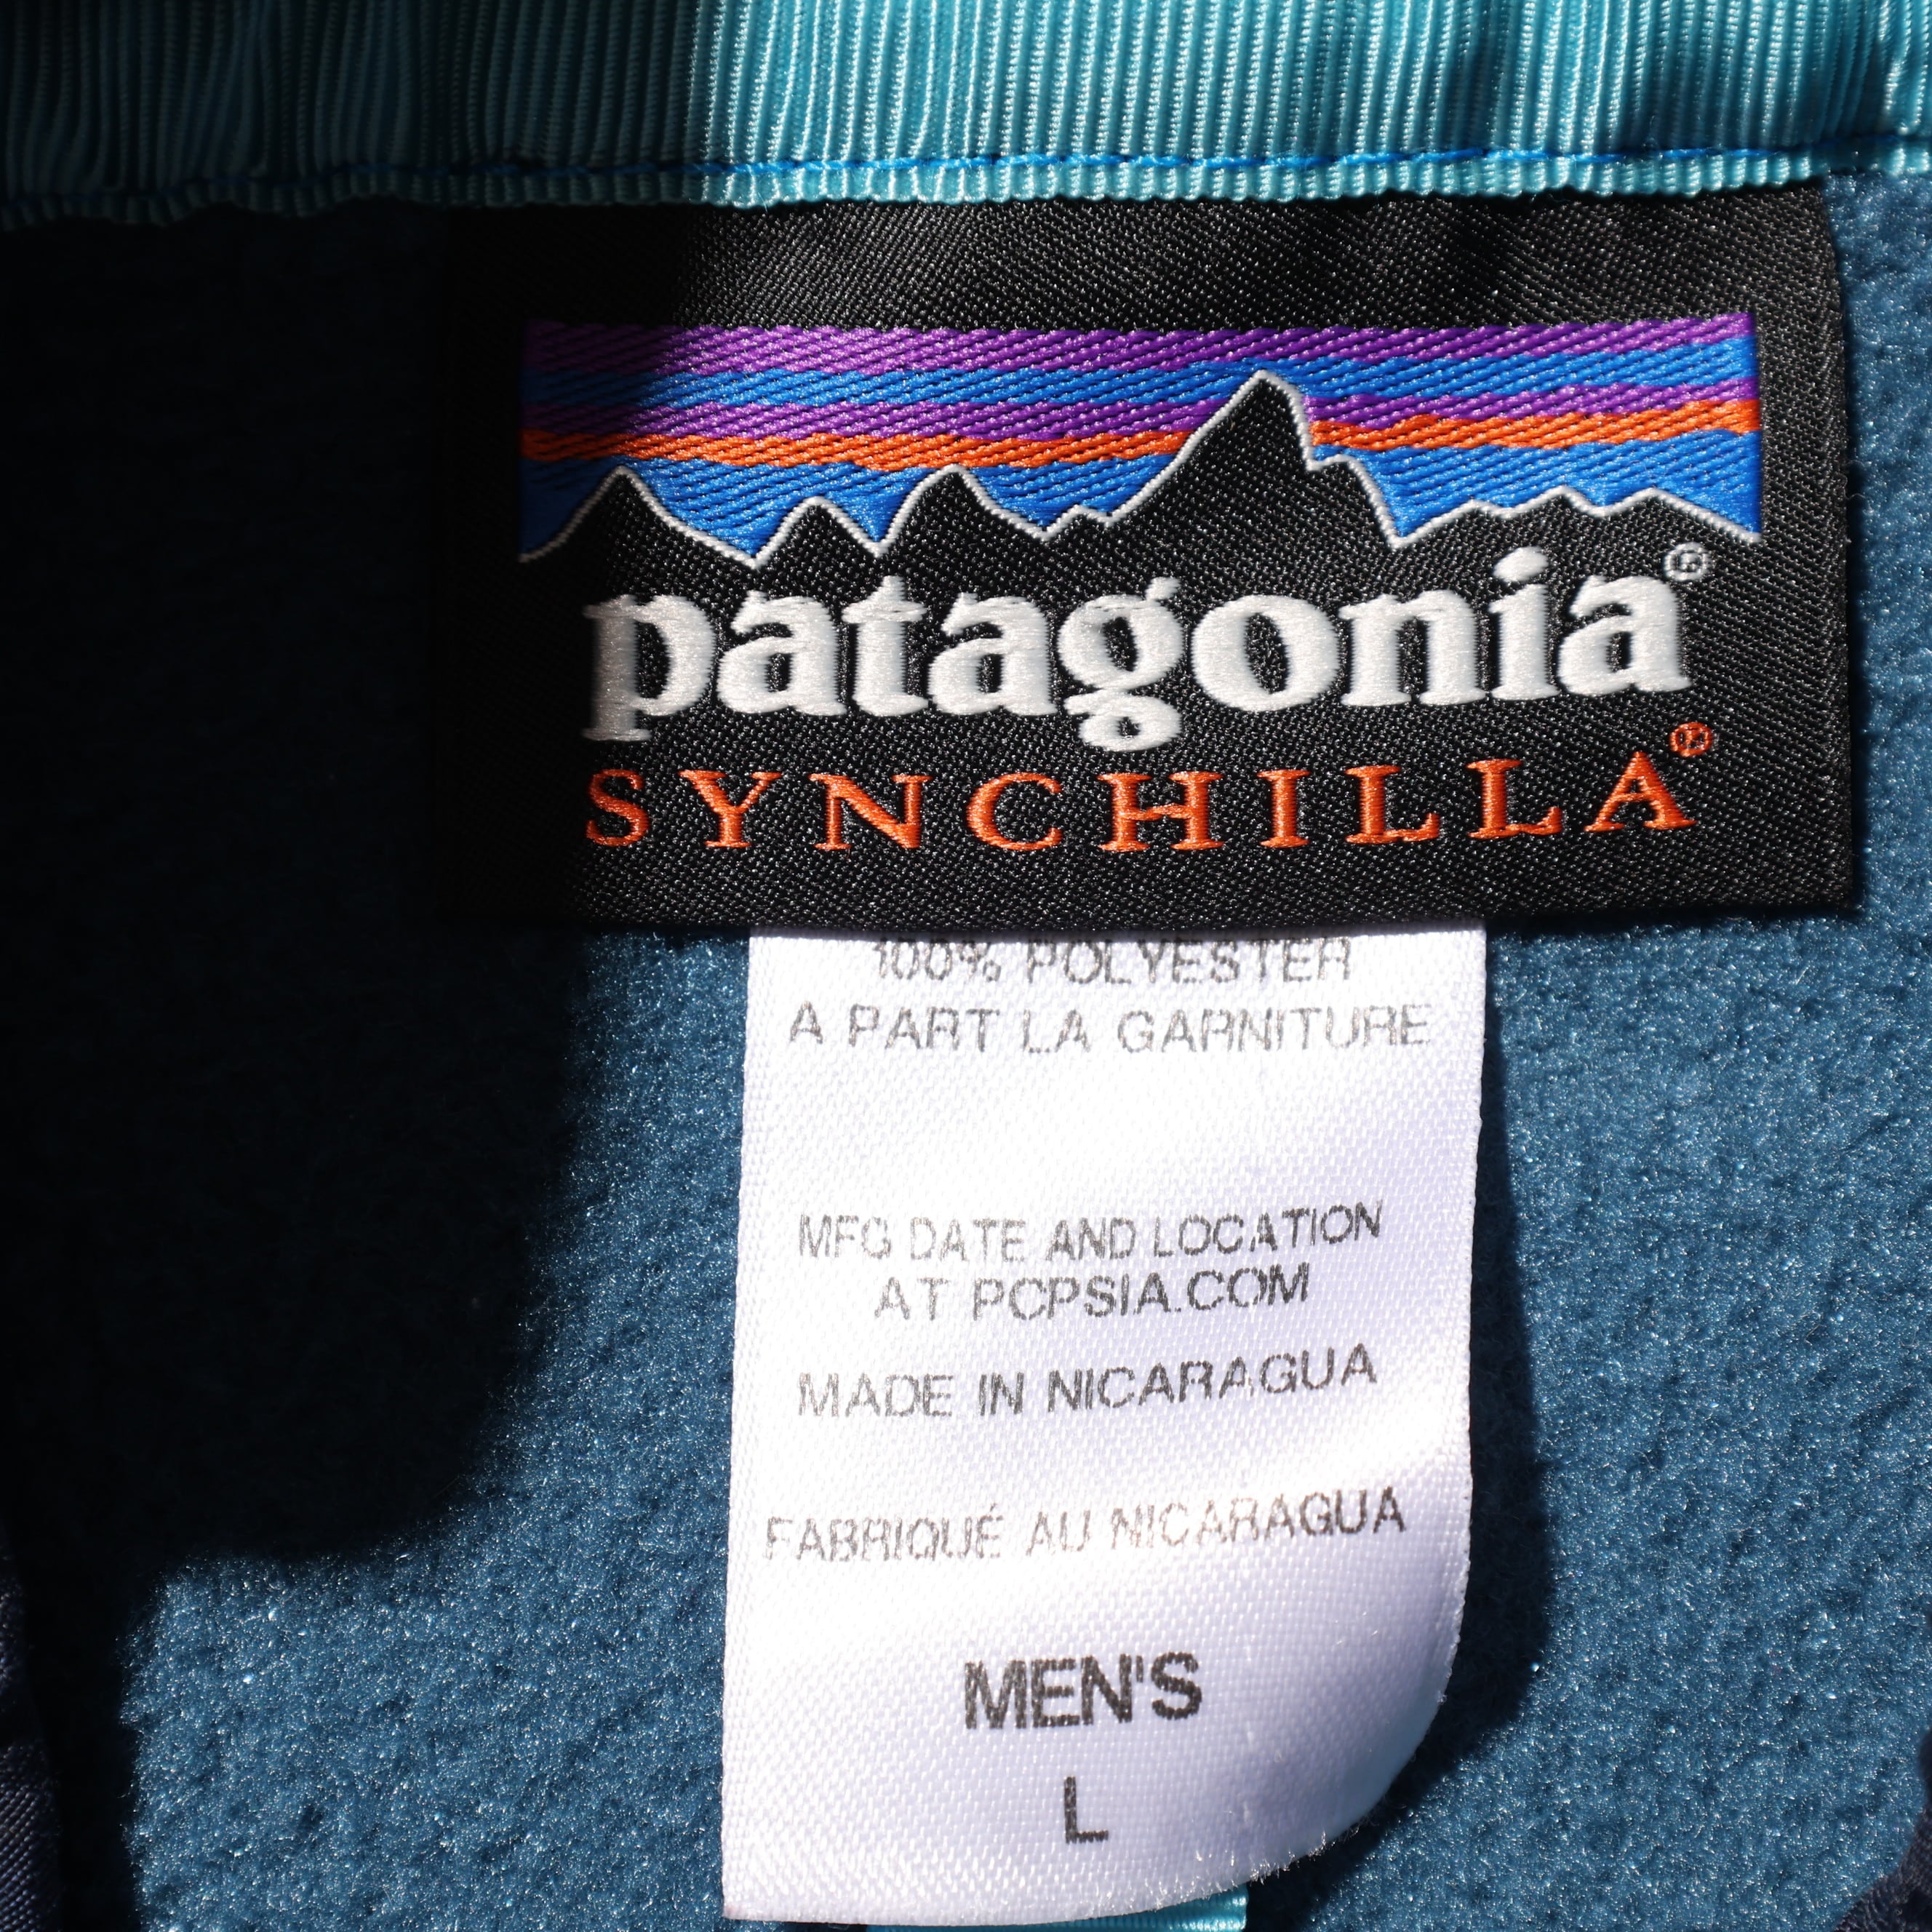 patagonia®
SYNCHILLA®
100% POLYESTER
A PART LA GARNITURE
MFG DATE AND LOCATION
AT PCPSIA.COM
MADE IN NICARAGUA
FABRIQUÉ AU NICARAGUA
MEN'S
L